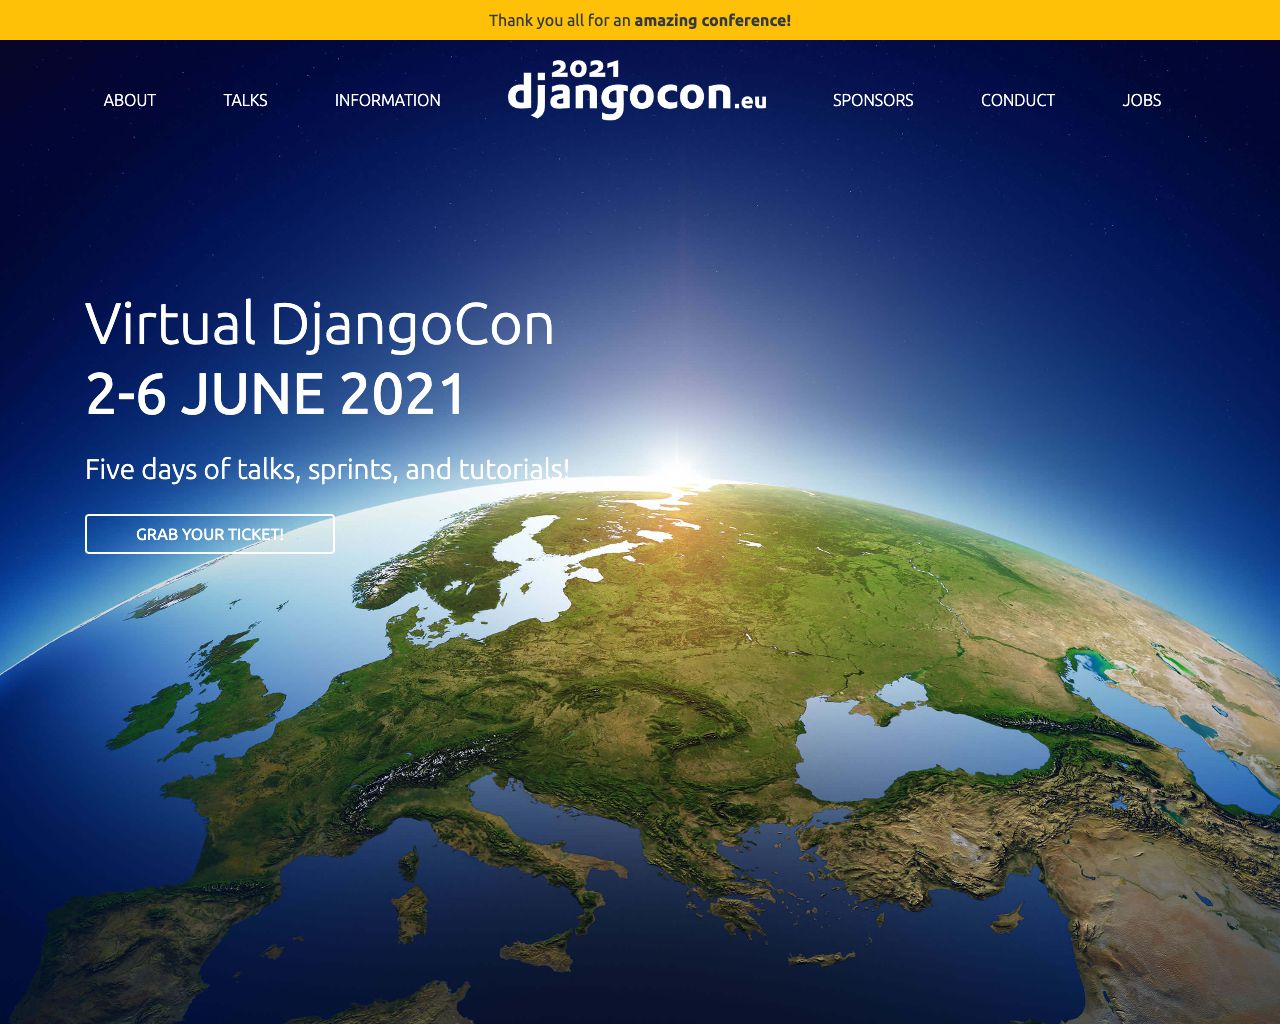 Thank you all for an amazing conference!
ABOUT TALKS INFORMATION 2021 djangocon.eu SPONSORS CONDUCT JOBS
Virtual DjangoCon
2-6 JUNE 2021
Five days of talks, sprints, and tutorials!
GRAB YOUR TICKET!